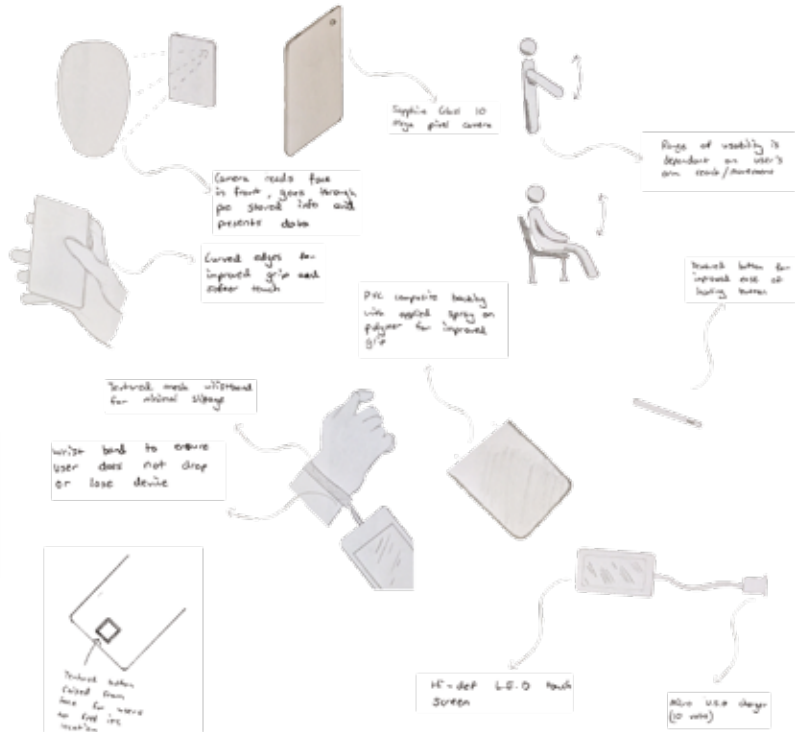 Sapphire Glass 10
Mega pixel camera
Range of usability is
dependant on user's
arm reach/movement
Camera reads face
in front, goes through
pre stored info and
presents data
Curved edges for
improved grip and
softer touch
Textured button for
improved ease of
button
PVC composite backing
with applied spray on
polymer for improved
grip
Textured mesh wristband
for minimal slippage
Wrist band to ensure
user does not drop
or lose device
Textured button
raised from
for users
to feel its
location
Hi-def L.E.D touch
screen
Micro U.S.B charger
(10 volts)